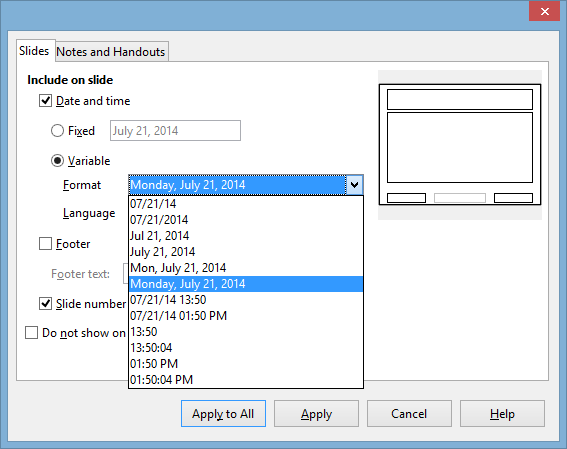 Slides
Notes and Handouts
Include on slide
Date and time
Fixed
July 21, 2014
Variable
Format
Monday, July 21, 2014
07/21/14
07/21/2014
Jul 21, 2014
July 21, 2014
Mon, July 21, 2014
Monday, July 21, 2014
07/21/14 13:50
07/21/14 01:50 PM
13:50
13:50:04
01:50 PM
01:50:04 PM
Language
Footer
Footer text:
Slide number
Do not show on
Apply to All
Apply
Cancel
Help